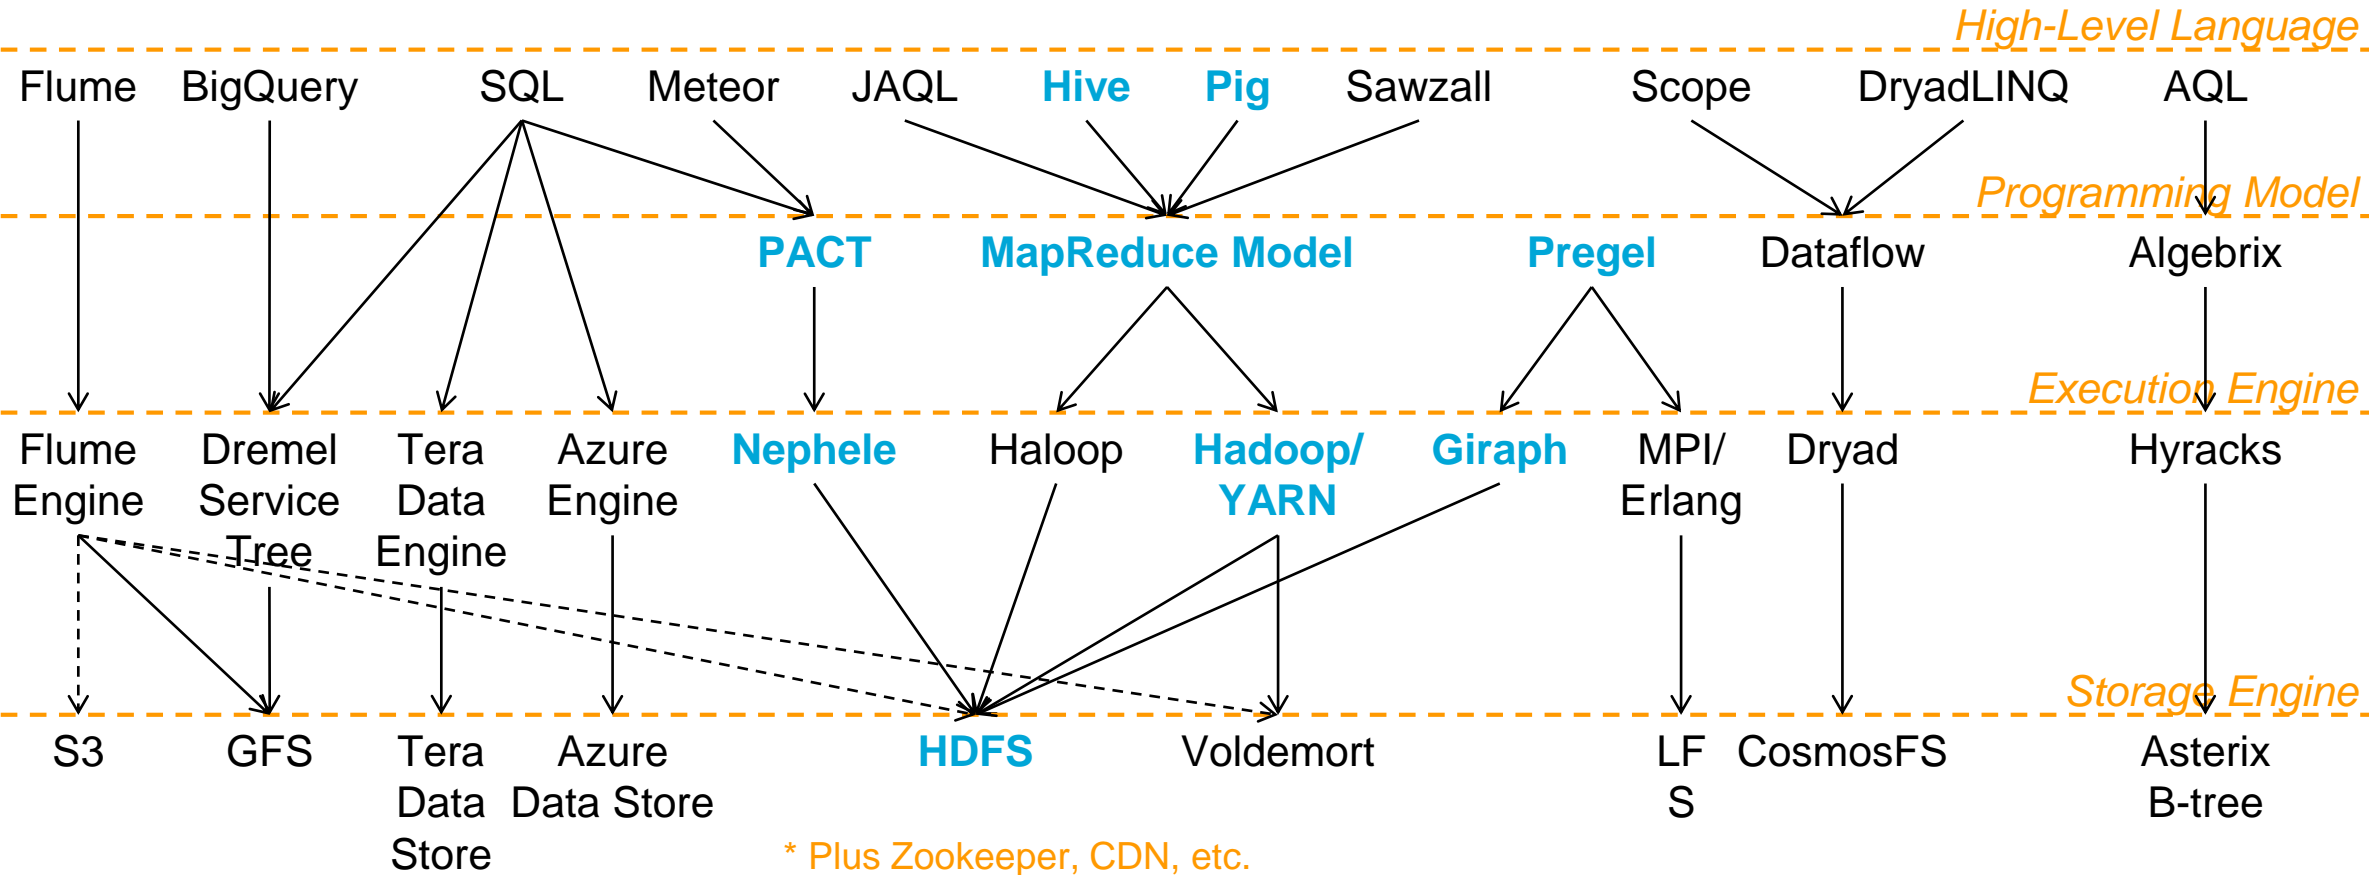 High-Level Language
Flume BigQuery SQL Meteor JAQL Hive Pig Sawzall Scope DryadLINQ AQL
Programming Model
PACT MapReduce Model Pregel Dataflow Algebrix
Execution Engine
Flume Dremel Tera Azure Nephele Haloop Hadoop/ Giraph MPI/ Dryad Hyracks
Engine Service Data Engine YARN Erlang
Tree Engine
Storage Engine
S3 GFS Tera Azure HDFS Voldemort LF CosmosFS Asterix
Data Data Store S B-tree
Store
* Plus Zookeeper, CDN, etc.